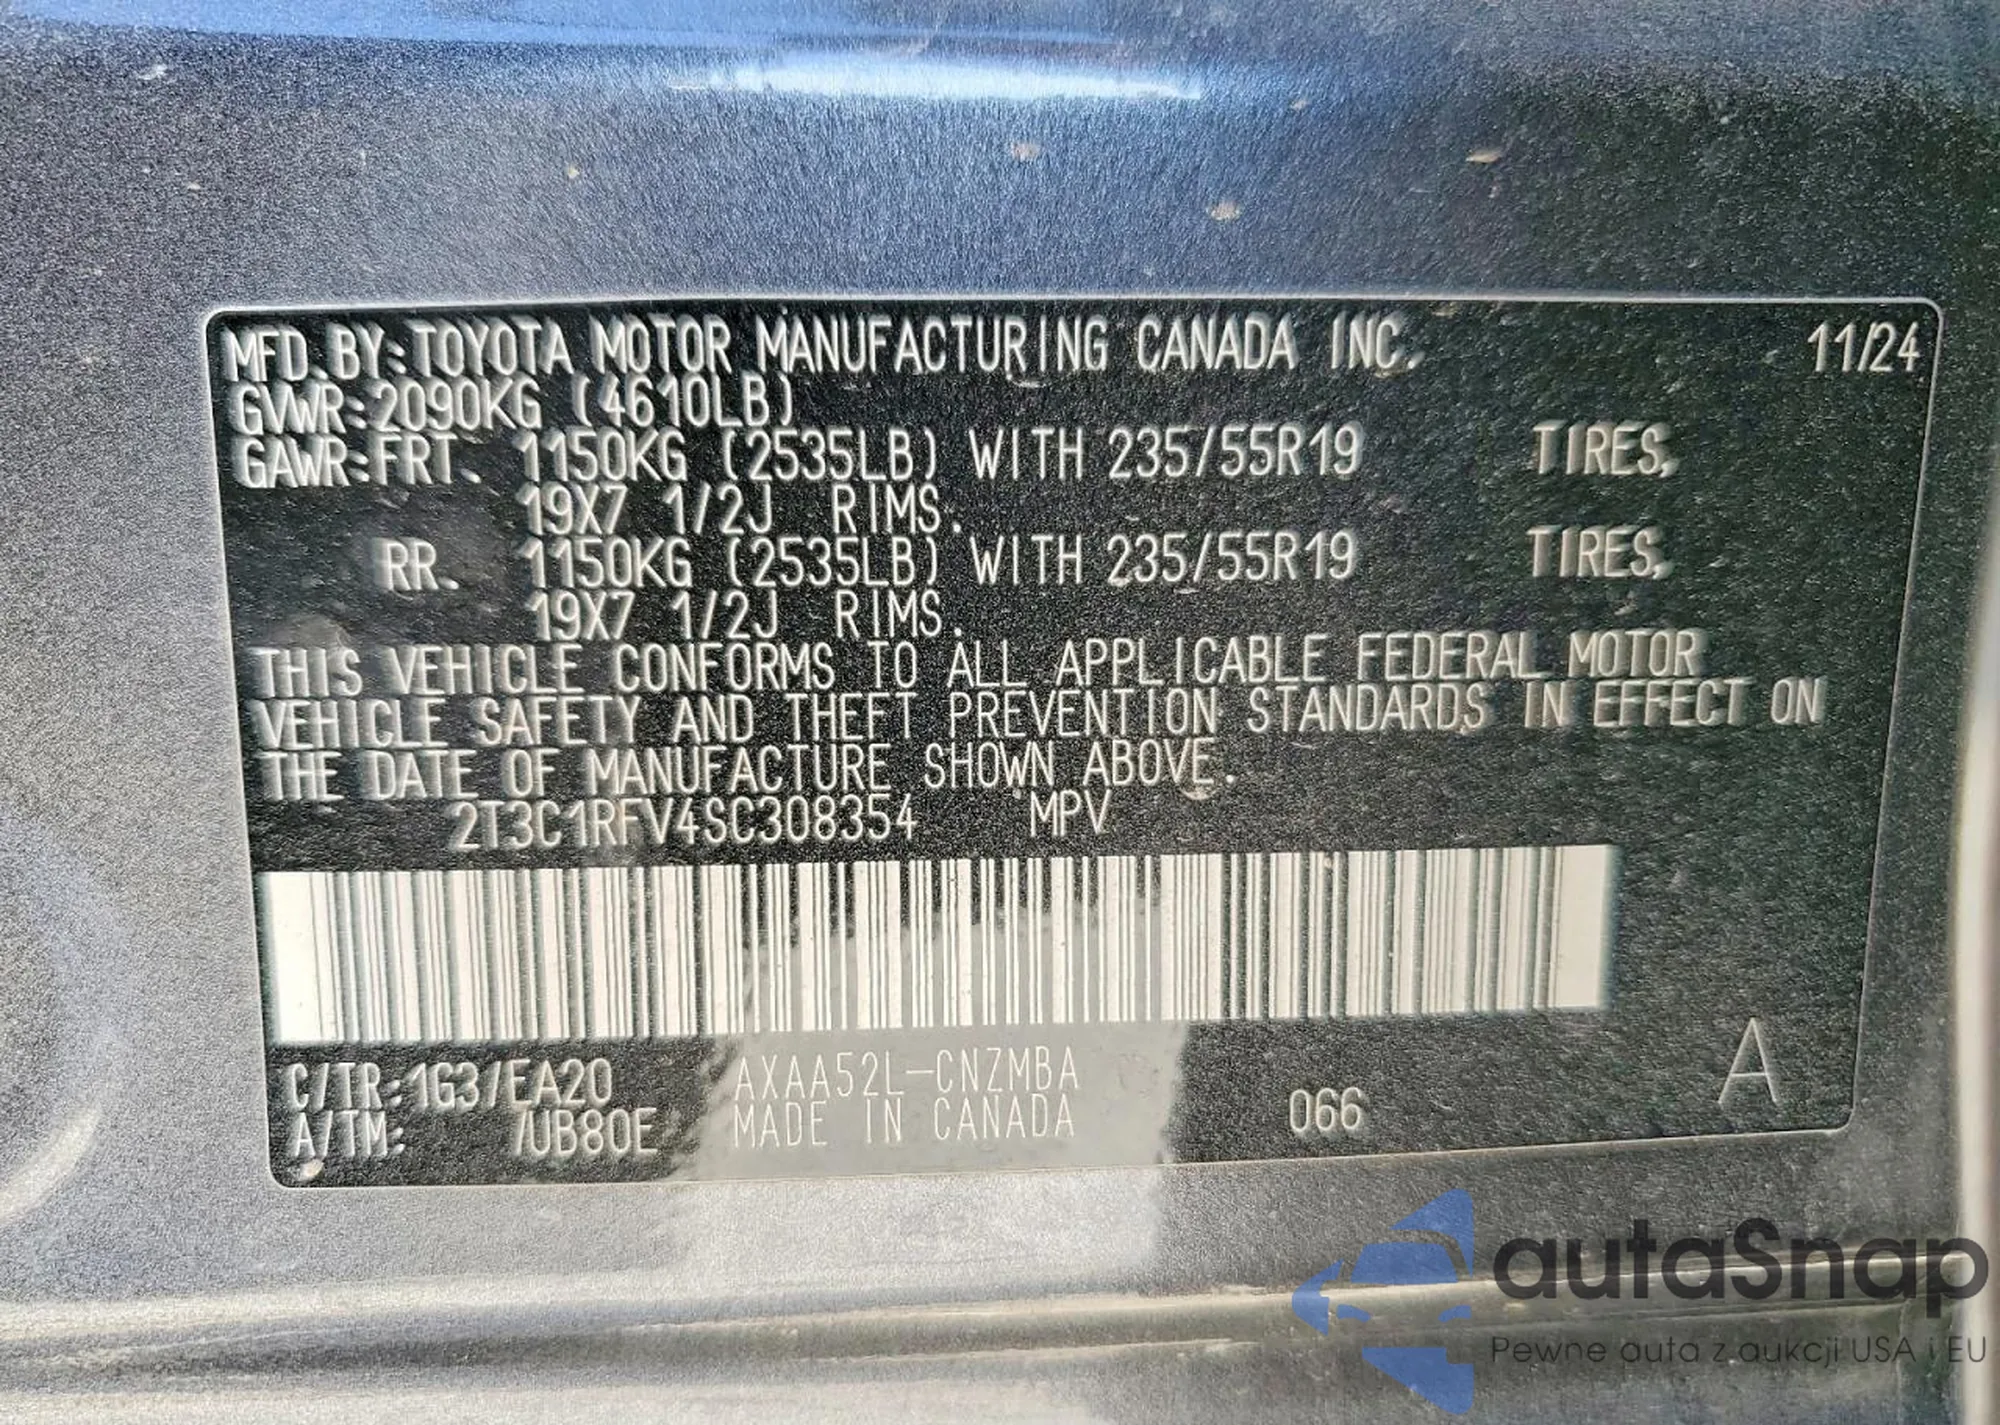 MFD. BY: TOYOTA MOTOR MANUFACTURING CANADA INC. 11/24
GVWR: 2090KG (4610LB)
GAWR: FRT. 1150KG (2535LB) WITH 235/55R19 TIRES,
19X7 1/2J RIMS.
RR. 1150KG (2535LB) WITH 235/55R19 TIRES,
19X7 1/2J RIMS.
THIS VEHICLE CONFORMS TO ALL APPLICABLE FEDERAL MOTOR
VEHICLE SAFETY AND THEFT PREVENTION STANDARDS IN EFFECT ON
THE DATE OF MANUFACTURE SHOWN ABOVE.
2T3C1RFV4SC308354 MPV
C/TR: 1G3/EA20 AXAA52L-CNZMBA
A/TM: /UB80E MADE IN CANADA 066 A
autaSnap
Pewne auta z aukcji USA i EU